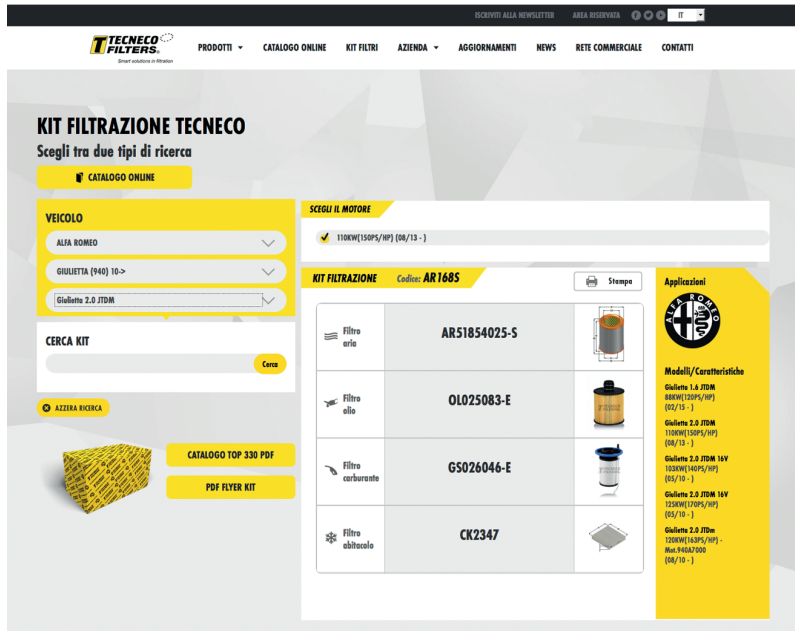 ISCRIVITI ALLA NEWSLETTER AREA RISERVATA IT
TECNECO
FILTERS
Smart solutions in filtration
PRODOTTI CATALOGO ONLINE KIT FILTRI AZIENDA AGGIORNAMENTI NEWS RETE COMMERCIALE CONTATTI
KIT FILTRAZIONE TECNECO
Scegli tra due tipi di ricerca
CATALOGO ONLINE
VEICOLO
ALFA ROMEO
GIULIETTA (940) 10->
Giulietta 2.0 JTDM
CERCA KIT
Cerca
AZZERA RICERCA
CATALOGO TOP 330 PDF
PDF FLYER KIT
SCEGLI IL MOTORE
110KW(150PS/HP) (08/13 - )
KIT FILTRAZIONE Codice: AR168S
Stampa
Filtro
aria
AR51854025-S
Filtro
olio
OL025083-E
Filtro
carburante
GS026046-E
Filtro
abitacolo
CK2347
Applicazioni
ALFA ROMEO
Modelli/Caratteristiche
Giulietta 1.6 JTDM
88KW(120PS/HP)
(02/15 - )
Giulietta 2.0 JTDM
110KW(150PS/HP)
(08/13 - )
Giulietta 2.0 JTDM 16V
103KW(140PS/HP)
(05/10 - )
Giulietta 2.0 JTDM 16V
125KW(170PS/HP)
(05/10 - )
Giulietta 2.0 JTDm
120KW(163PS/HP) -
Mot.940A7000
(08/10 - )